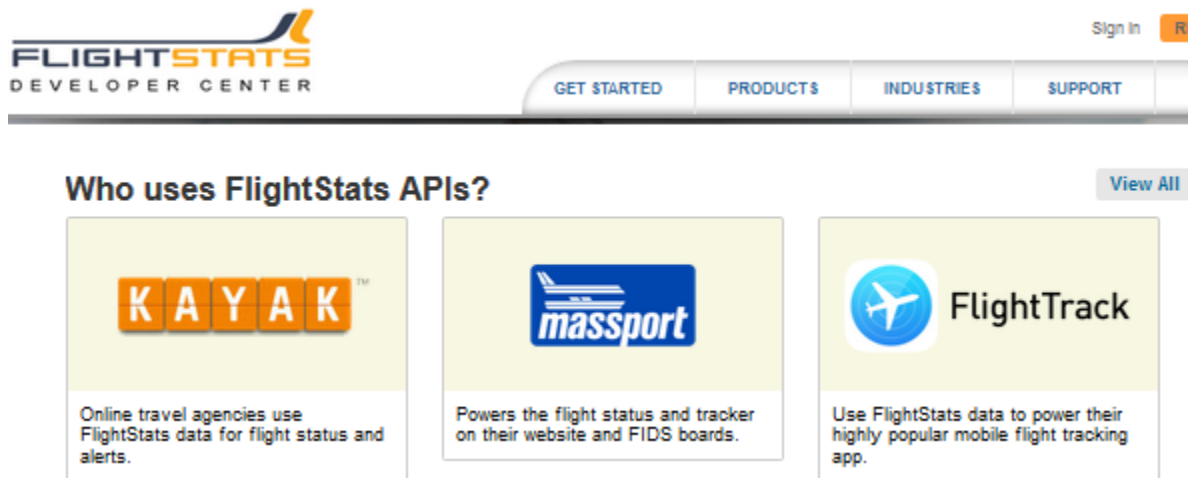 FLIGHTSTATS
DEVELOPER CENTER
Sign In
GET STARTED PRODUCTS INDUSTRIES SUPPORT
Who uses FlightStats APIs?
View All
KAYAK™
massport
FlightTrack
Online travel agencies use
FlightStats data for flight status and
alerts.
Powers the flight status and tracker
on their website and FIDS boards.
Use FlightStats data to power their
highly popular mobile flight tracking
app.